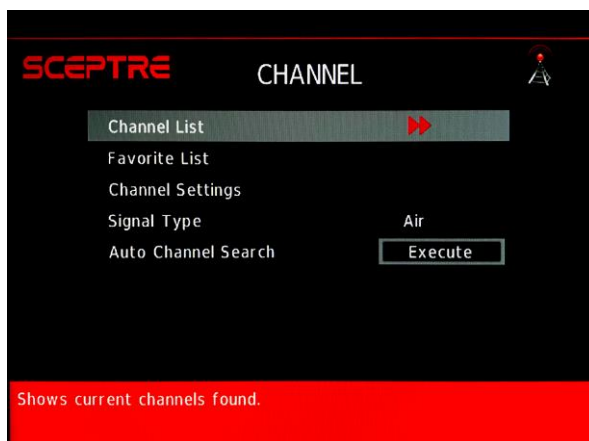 SCEPTRE
CHANNEL
Channel List
Favorite List
Channel Settings
Signal Type Air
Auto Channel Search Execute
Shows current channels found.